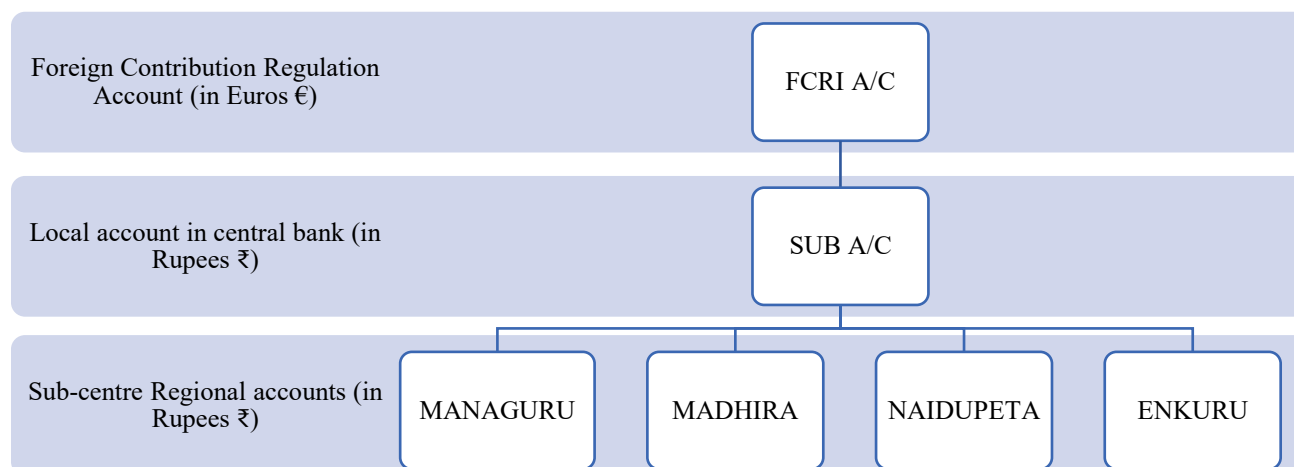 Foreign Contribution Regulation
Account (in Euros €)
FCRI A/C
Local account in central bank (in
Rupees ₹)
SUB A/C
Sub-centre Regional accounts (in
Rupees ₹)
MANAGURU
MADHIRA
NAIDUPETA
ENKURU